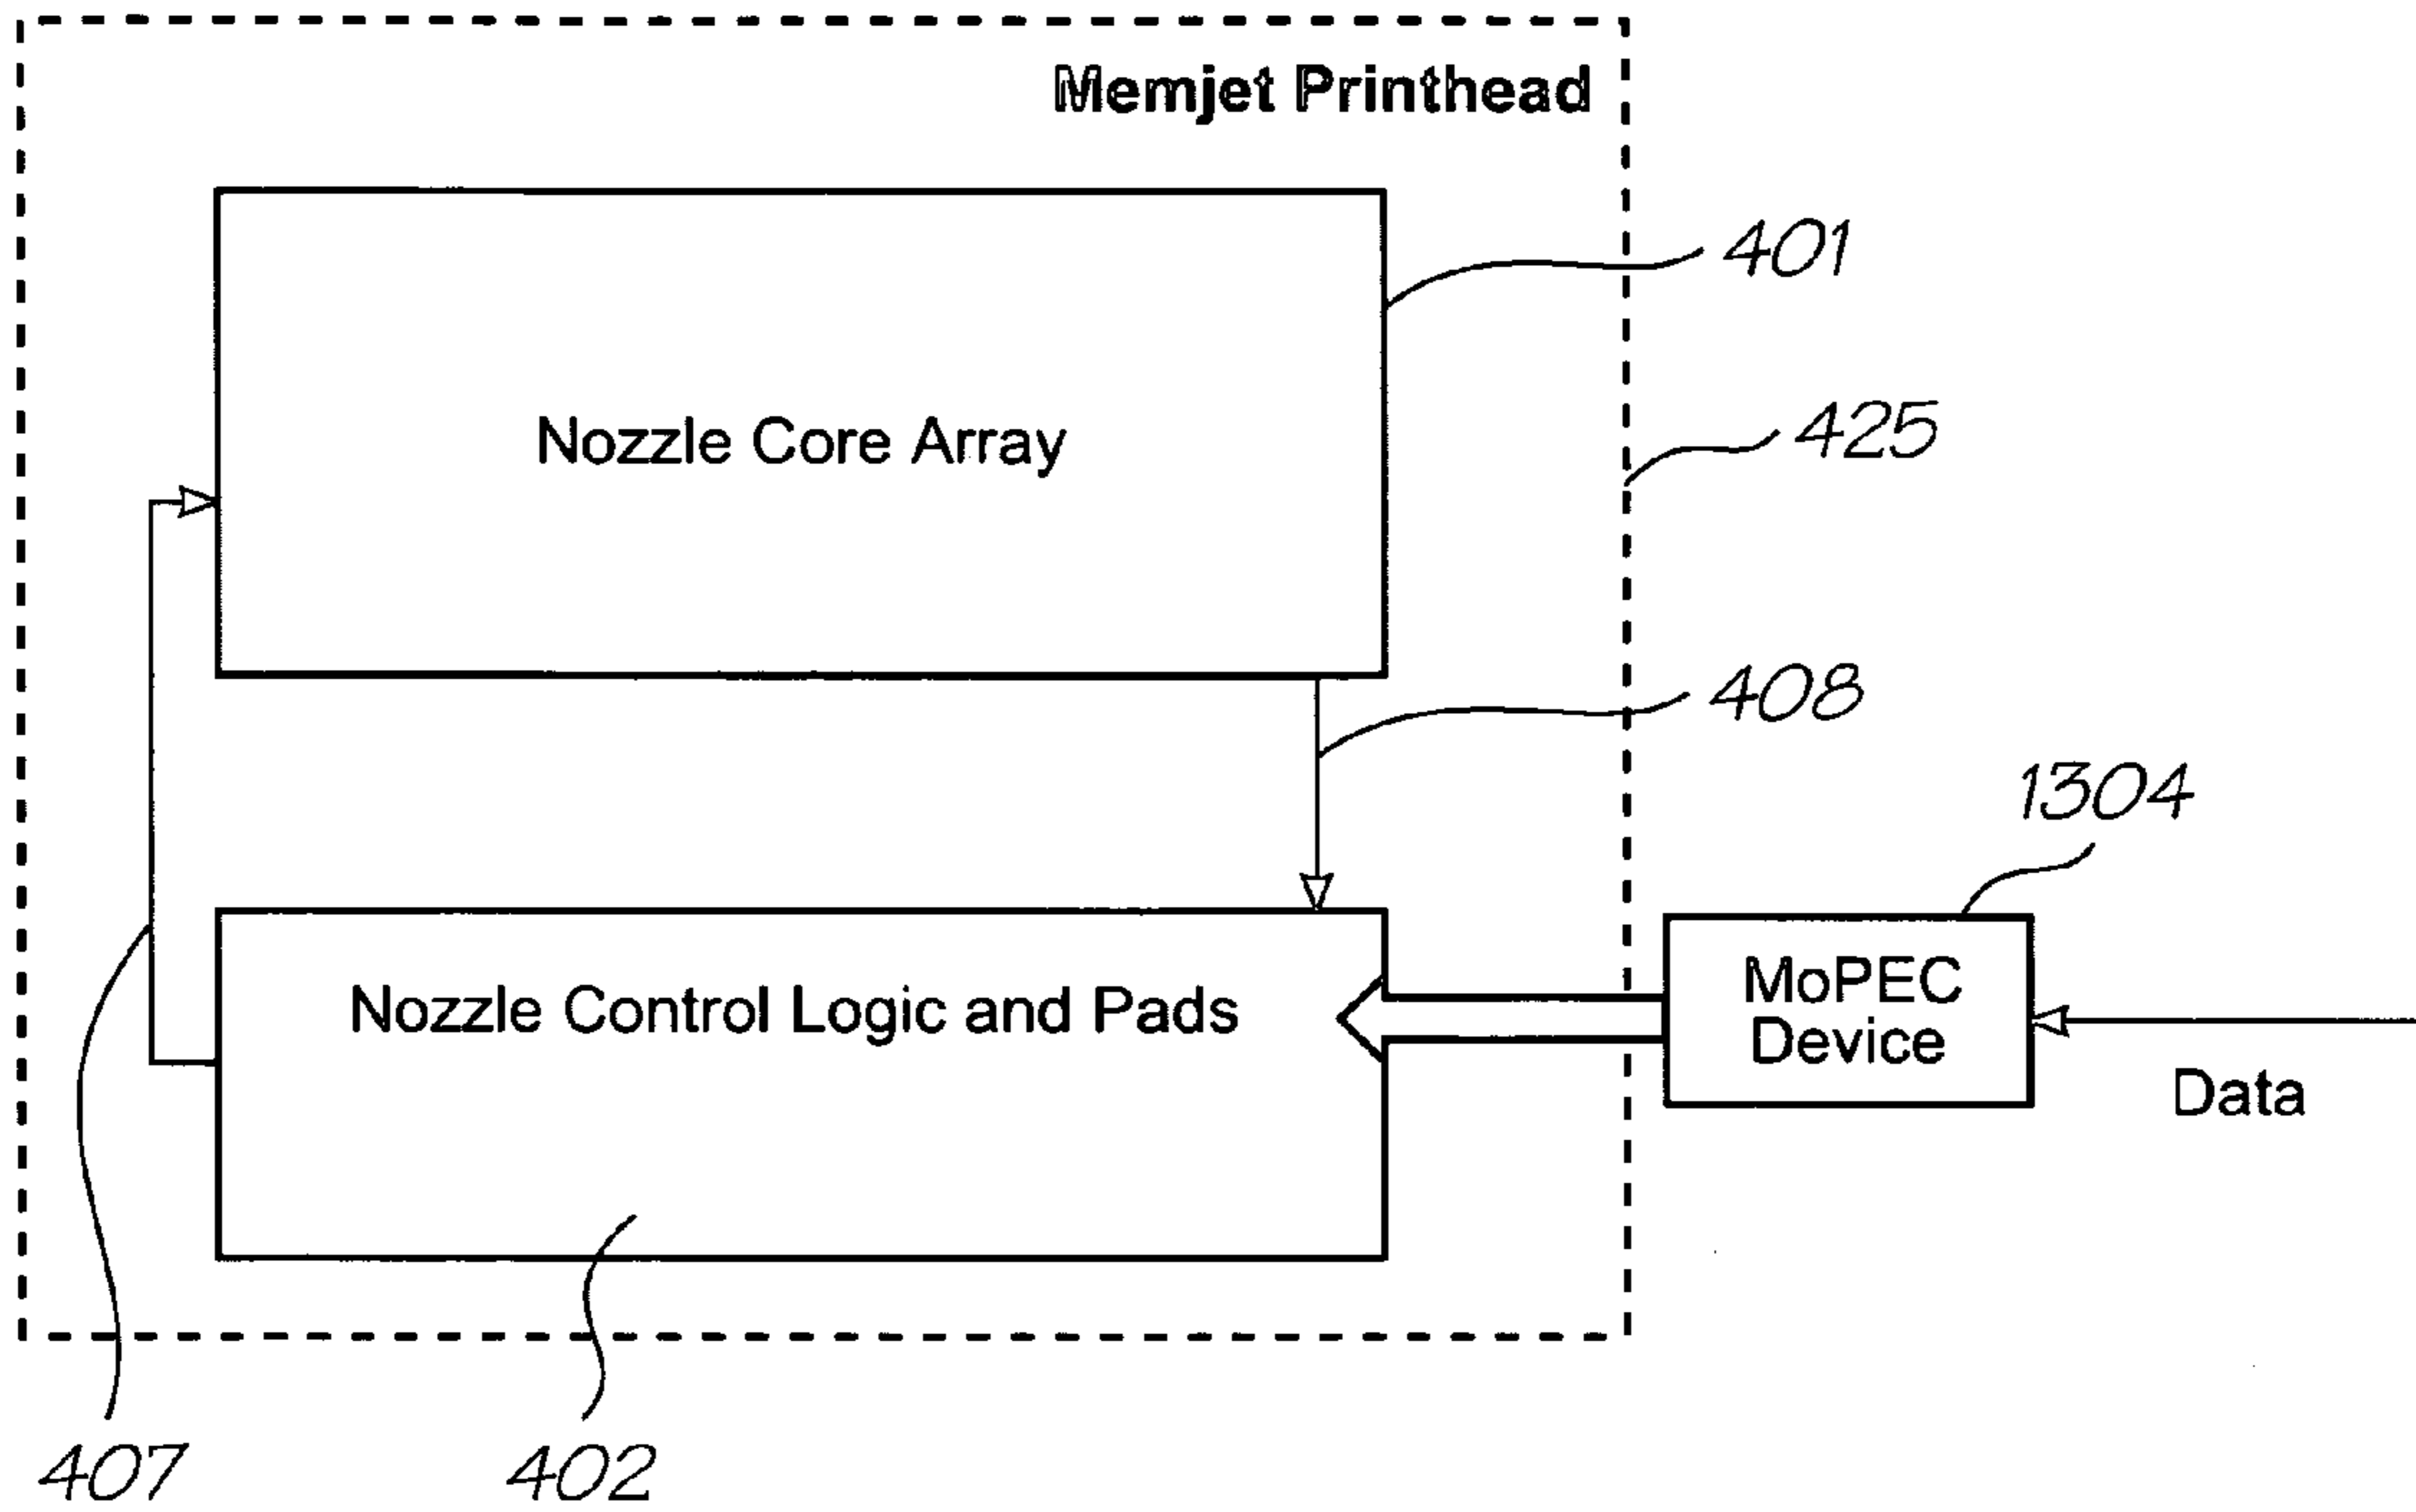 Memjet Printhead
401
Nozzle Core Array
425
408
1304
Nozzle Control Logic and Pads
MoPEC
Device
Data
407
402